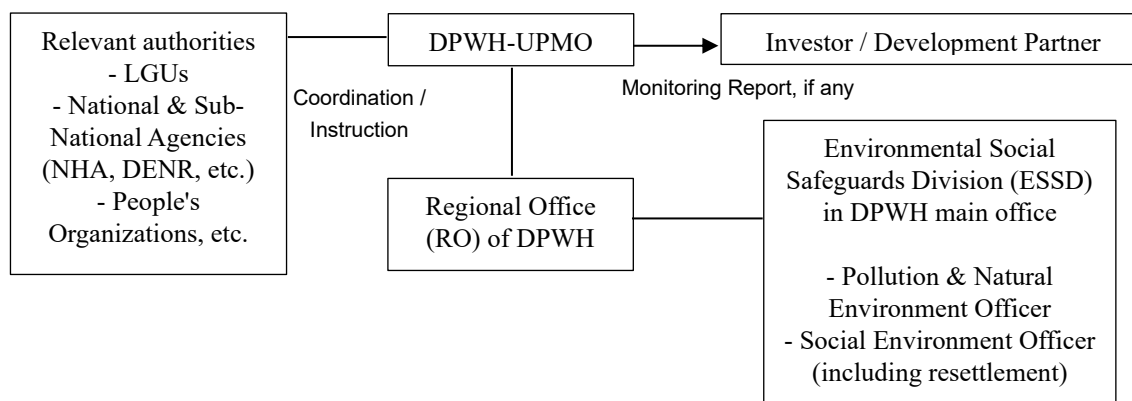 Relevant authorities
- LGUs
- National & Sub-
National Agencies
(NHA, DENR, etc.)
- People's
Organizations, etc.
Coordination /
Instruction
DPWH-UPMO
Investor / Development Partner
Monitoring Report, if any
Regional Office
(RO) of DPWH
Environmental Social
Safeguards Division (ESSD)
in DPWH main office
- Pollution & Natural
Environment Officer
- Social Environment Officer
(including resettlement)